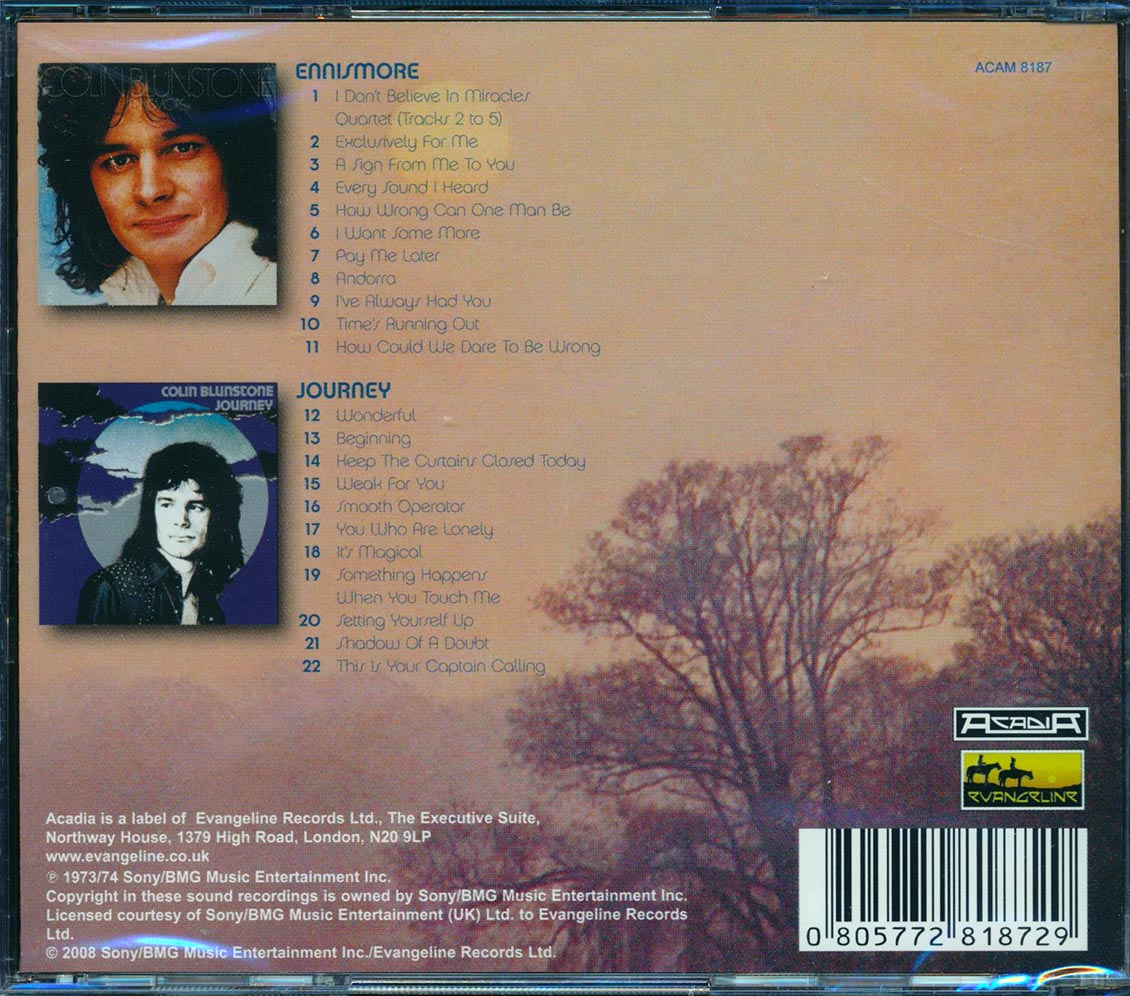 COLIN BLUNSTONE
ENNISMORE
ACAM 8187
1 I Don't Believe In Miracles
Quartet (Tracks 2 to 5)
2 Exclusively For Me
3 A Sign From Me To You
4 Every Sound I Heard
5 How Wrong Can One Man Be
6 I Want Some More
7 Pay Me Later
8 Andorra
9 I've Always Had You
10 Time's Running Out
11 How Could We Dare To Be Wrong
COLIN BLUNSTONE
JOURNEY
JOURNEY
12 Wonderful
13 Beginning
14 Keep The Curtains Closed Today
15 Weak For You
16 Smooth Operator
17 You Who Are Lonely
18 It's Magical
19 Something Happens
When You Touch Me
20 Setting Yourself Up
21 Shadow Of A Doubt
22 This Is Your Captain Calling
ACADIA
EVANGELINE
Acadia is a label of Evangeline Records Ltd., The Executive Suite,
Northway House, 1379 High Road, London, N20 9LP
www.evangeline.co.uk
℗ 1973/74 Sony/BMG Music Entertainment Inc.
Copyright in these sound recordings is owned by Sony/BMG Music Entertainment Inc.
Licensed courtesy of Sony/BMG Music Entertainment (UK) Ltd. to Evangeline Records
Ltd.
© 2008 Sony/BMG Music Entertainment Inc./Evangeline Records Ltd.
0 805772 818729